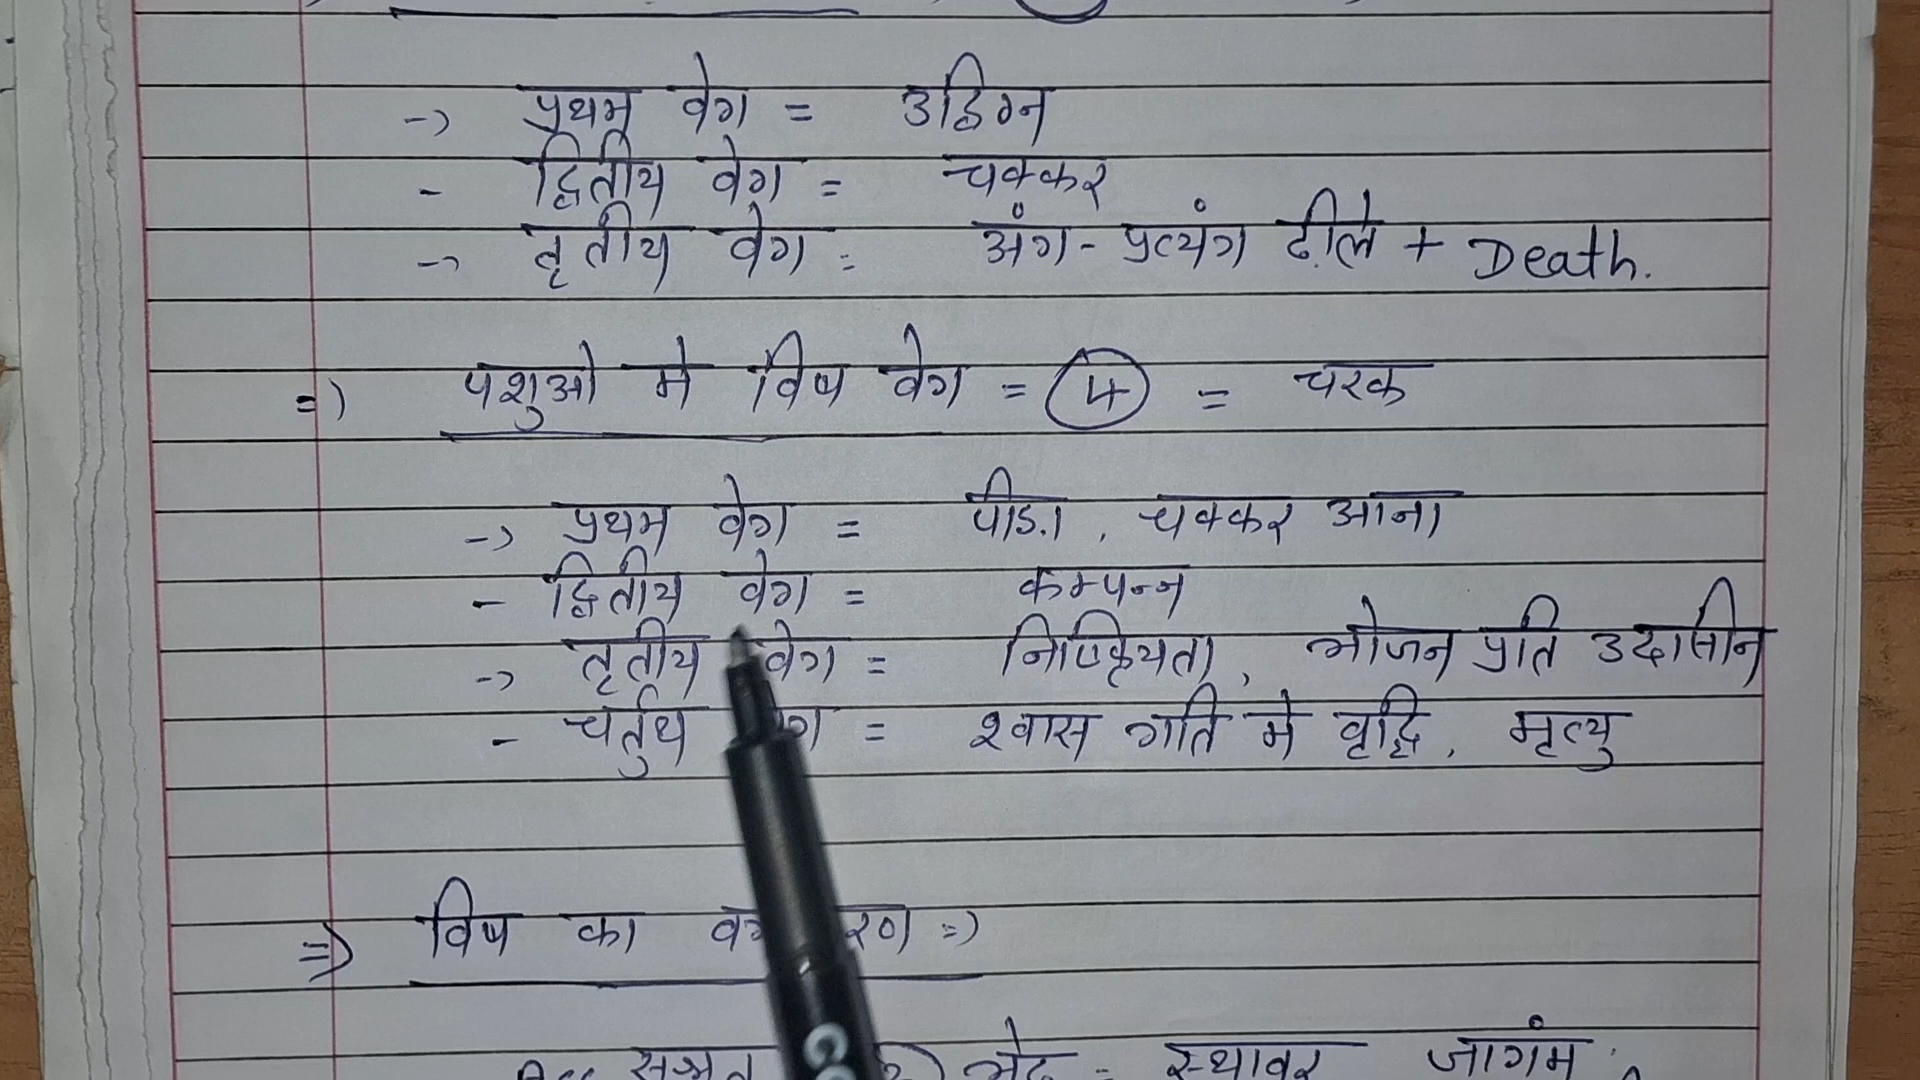 -> प्रथम वेग = उद्विग्न
- द्वितीय वेग = चक्कर
-> तृतीय वेग = अंग-प्रत्यंग ढीले + Death.
=> पशुओ मे विष वेग = 4 = चरक
-> प्रथम वेग = पीड़ा, चक्कर आना
- द्वितीय वेग = कम्पन्न
-> तृतीय वेग = निष्क्रियता, भोजन प्रति उदासीन
- चर्तुथ = श्वास गति मे वृद्धि, मृत्यु
=> विष का =>
सुश्रुत भेद = स्थावर जांगम